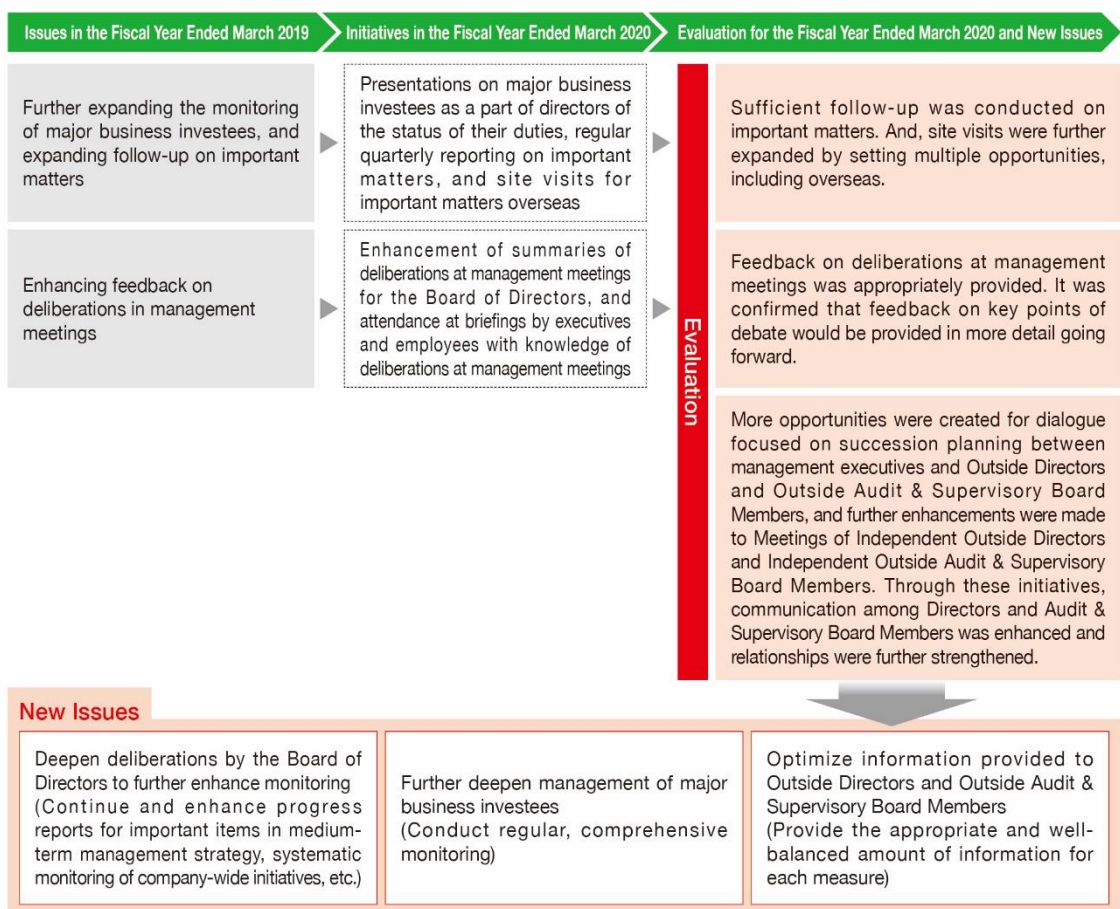 Issues in the Fiscal Year Ended March 2019
Initiatives in the Fiscal Year Ended March 2020
Evaluation for the Fiscal Year Ended March 2020 and New Issues
Further expanding the monitoring
of major business investees, and
expanding follow-up on important
matters
Presentations on major business
investees as a part of directors of
the status of their duties, regular
quarterly reporting on important
matters, and site visits for
important matters overseas
Sufficient follow-up was conducted on
important matters. And, site visits were further
expanded by setting multiple opportunities,
including overseas.
Enhancing feedback on
deliberations in management
meetings
Enhancement of summaries of
deliberations at management meetings
for the Board of Directors, and
attendance at briefings by executives
and employees with knowledge of
deliberations at management meetings
Evaluation
Feedback on deliberations at management
meetings was appropriately provided. It was
confirmed that feedback on key points of
debate would be provided in more detail going
forward.
More opportunities were created for dialogue
focused on succession planning between
management executives and Outside Directors
and Outside Audit & Supervisory Board
Members, and further enhancements were made
to Meetings of Independent Outside Directors
and Independent Outside Audit & Supervisory
Board Members. Through these initiatives,
communication among Directors and Audit &
Supervisory Board Members was enhanced and
relationships were further strengthened.
New Issues
Deepen deliberations by the Board of
Directors to further enhance monitoring
(Continue and enhance progress
reports for important items in medium-
term management strategy, systematic
monitoring of company-wide initiatives, etc.)
Further deepen management of major
business investees
(Conduct regular, comprehensive
monitoring)
Optimize information provided to
Outside Directors and Outside Audit &
Supervisory Board Members
(Provide the appropriate and well-
balanced amount of information for
each measure)